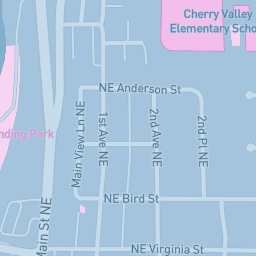 Cherry Valley
Elementary Scho
NE Anderson St
nding Park
Main View Ln NE
1st Ave NE
2nd Ave NE
2nd Pl NE
NE Bird St
Main St NE
NE Virginia St